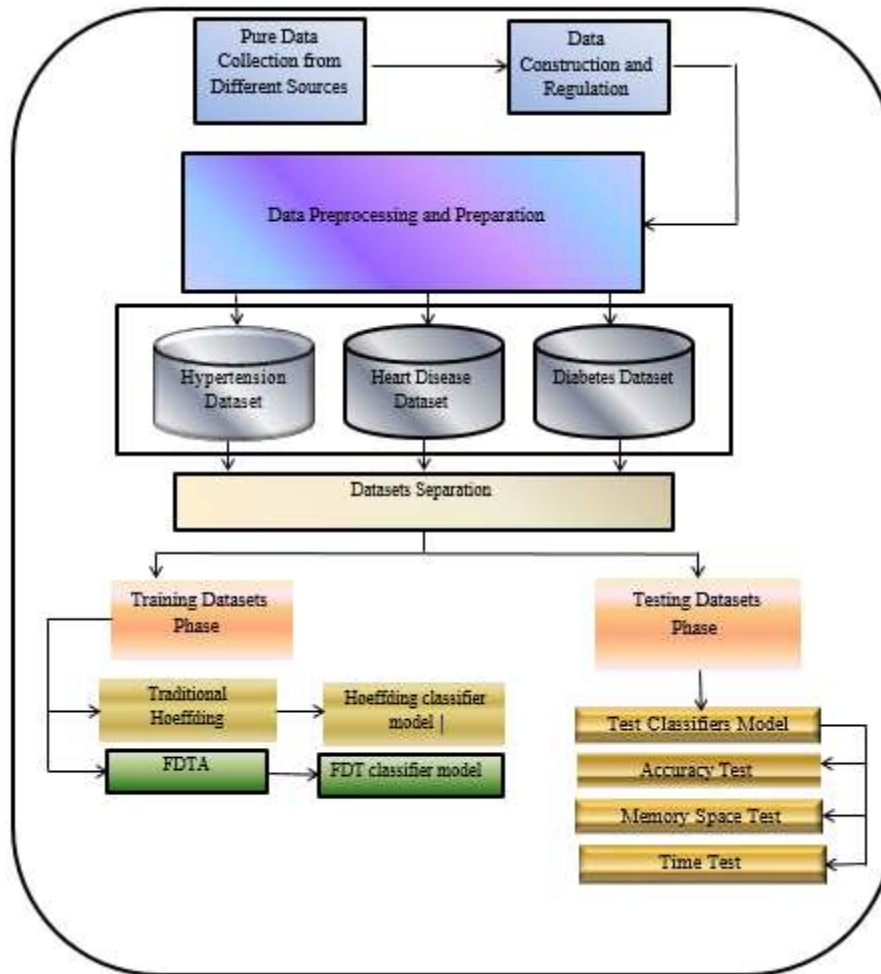 Pure Data
Collection from
Different Sources
Data
Construction and
Regulation
Data Preprocessing and Preparation
Hypertension
Dataset
Heart Disease
Dataset
Diabetes Dataset
Datasets Separation
Training Datasets
Phase
Testing Datasets
Phase
Traditional
Hoeffding
Hoeffding classifier
model |
FDTA
FDT classifier model
Test Classifiers Model
Accuracy Test
Memory Space Test
Time Test